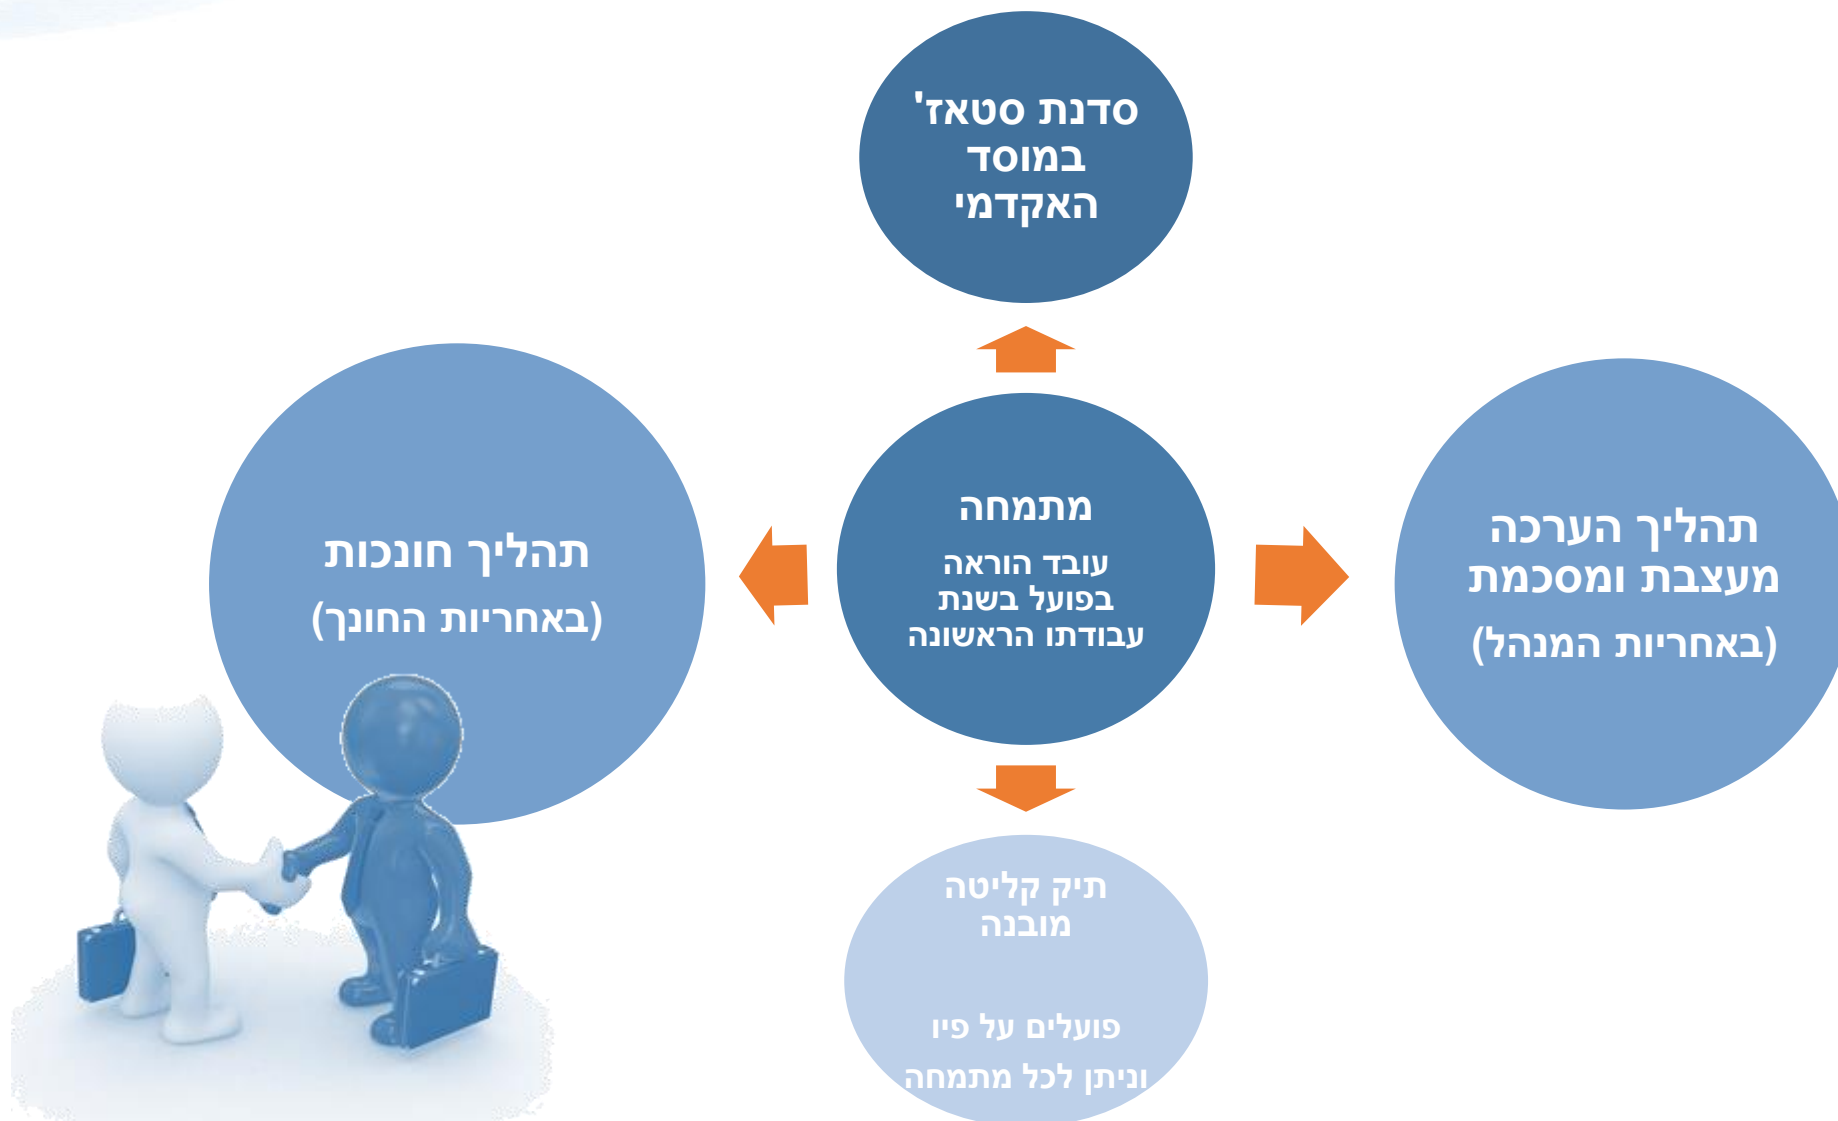 סדנת סטאז'
במוסד
האקדמי
תהליך הערכה
מעצבת ומסכמת
(באחריות המנהל)
מתמחה
עובד הוראה
בפועל בשנת
עבודתו הראשונה
תהליך חונכות
(באחריות החונך)
תיק קליטה
מובנה
פועלים על פיו
וניתן לכל מתמחה